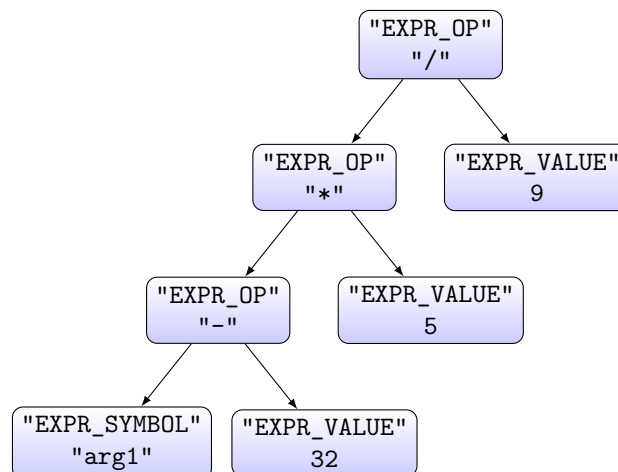 "EXPR_OP"
"/"
"EXPR_OP"
"*"
"EXPR_VALUE"
9
"EXPR_OP"
"-"
"EXPR_VALUE"
5
"EXPR_SYMBOL"
"arg1"
"EXPR_VALUE"
32